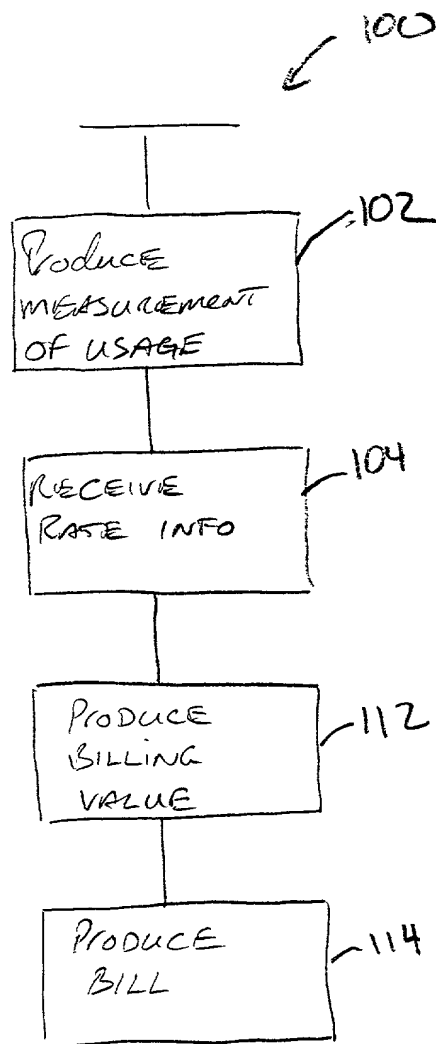 100
102
Produce
MEASUREMENT
OF USAGE
104
RECEIVE
RATE INFO
112
PRODUCE
BILLING
VALUE
114
PRODUCE
BILL